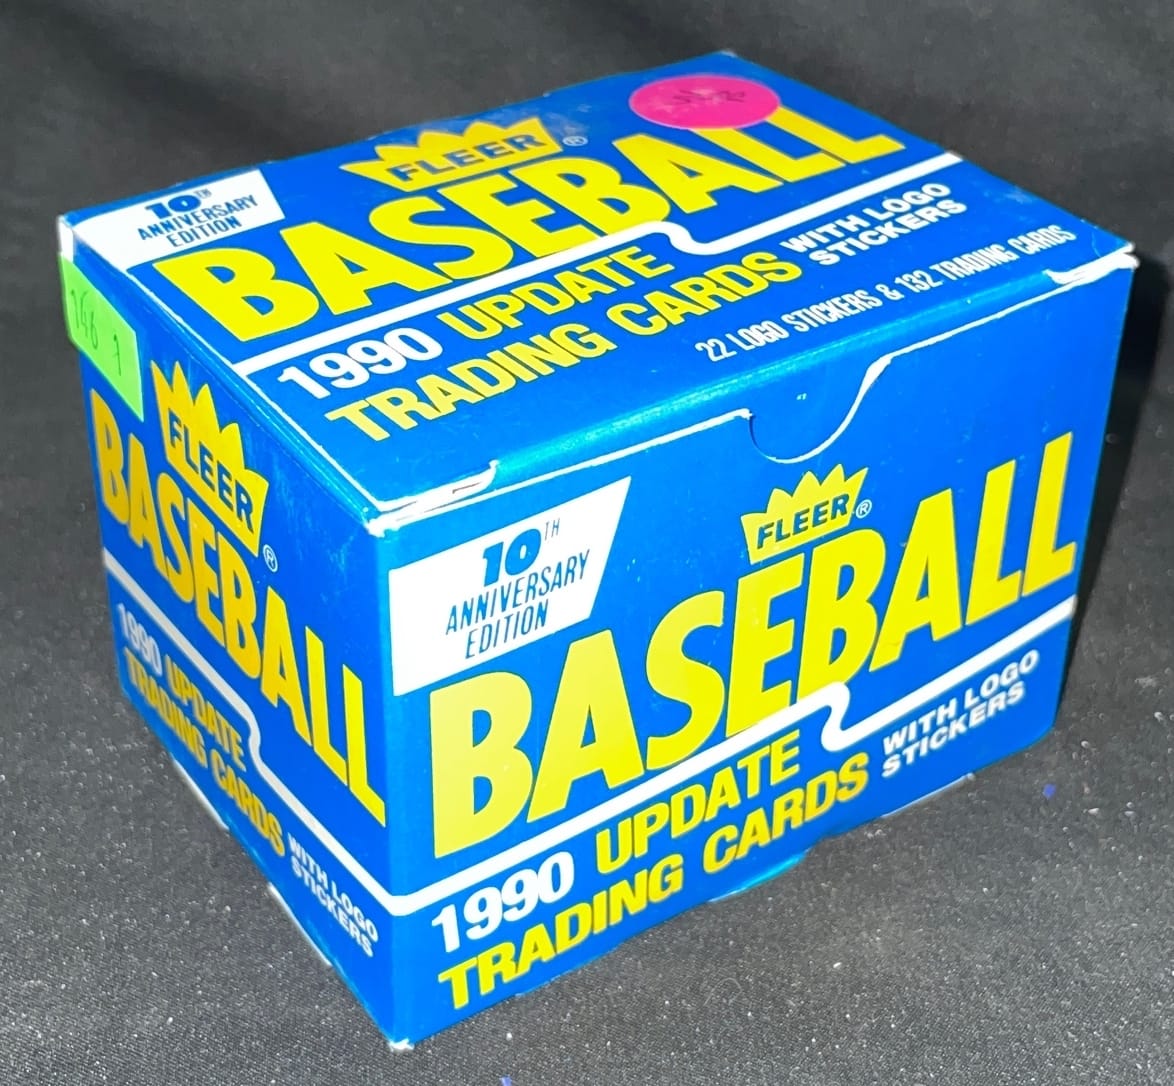 10TH
ANNIVERSARY
EDITION
FLEER®
BASEBALL
1990 UPDATE
TRADING CARDS
WITH LOGO
STICKERS
22 LOGO STICKERS & 132 TRADING CARDS
FLEER
BASEBALL
®
1990 UPDATE
TRADING CARDS
WITH LOGO
STICKERS
10TH
ANNIVERSARY
EDITION
FLEER®
BASEBALL
1990 UPDATE
TRADING CARDS
WITH LOGO
STICKERS